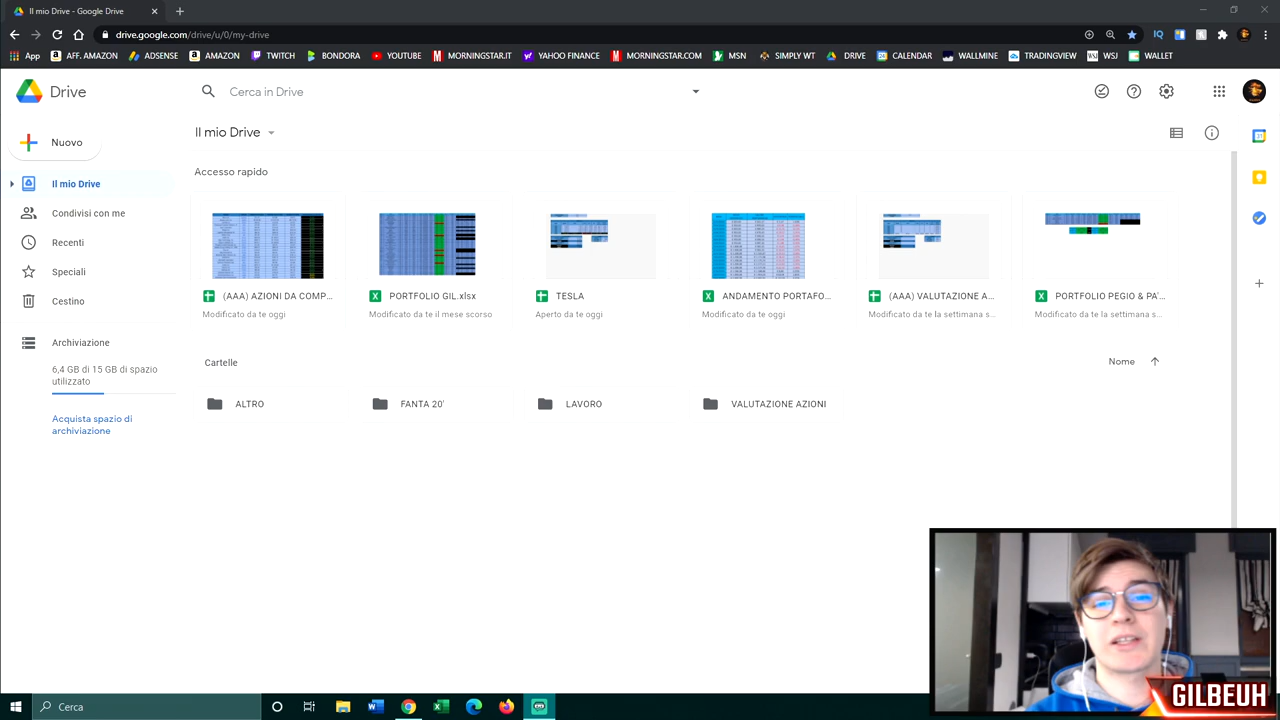 Il mio Drive - Google Drive
drive.google.com/drive/u/0/my-drive
AFF. AMAZON ADSENSE AMAZON TWITCH BONDORA YOUTUBE MORNINGSTAR.IT YAHOO FINANCE MORNINGSTAR.COM MSN SIMPLY WT DRIVE CALENDAR WALLMINE TRADINGVIEW WSJ WALLET
Drive
Cerca in Drive
Nuovo
Il mio Drive
Condivisi con me
Recenti
Speciali
Cestino
Archiviazione
6,4 GB di 15 GB di spazio
utilizzato
Acquista spazio di
archiviazione
Il mio Drive
Accesso rapido
(AAA) AZIONI DA COMP...
Modificato da te oggi
PORTFOLIO GIL.xlsx
Modificato da te il mese scorso
TESLA
Aperto da te oggi
ANDAMENTO PORTAFO...
Modificato da te oggi
(AAA) VALUTAZIONE A...
Modificato da te la settimana s...
PORTFOLIO PEGIO & PA'...
Modificato da te la settimana s...
Cartelle
Nome
ALTRO
FANTA 20'
LAVORO
VALUTAZIONE AZIONI
Cerca
GILBEUH